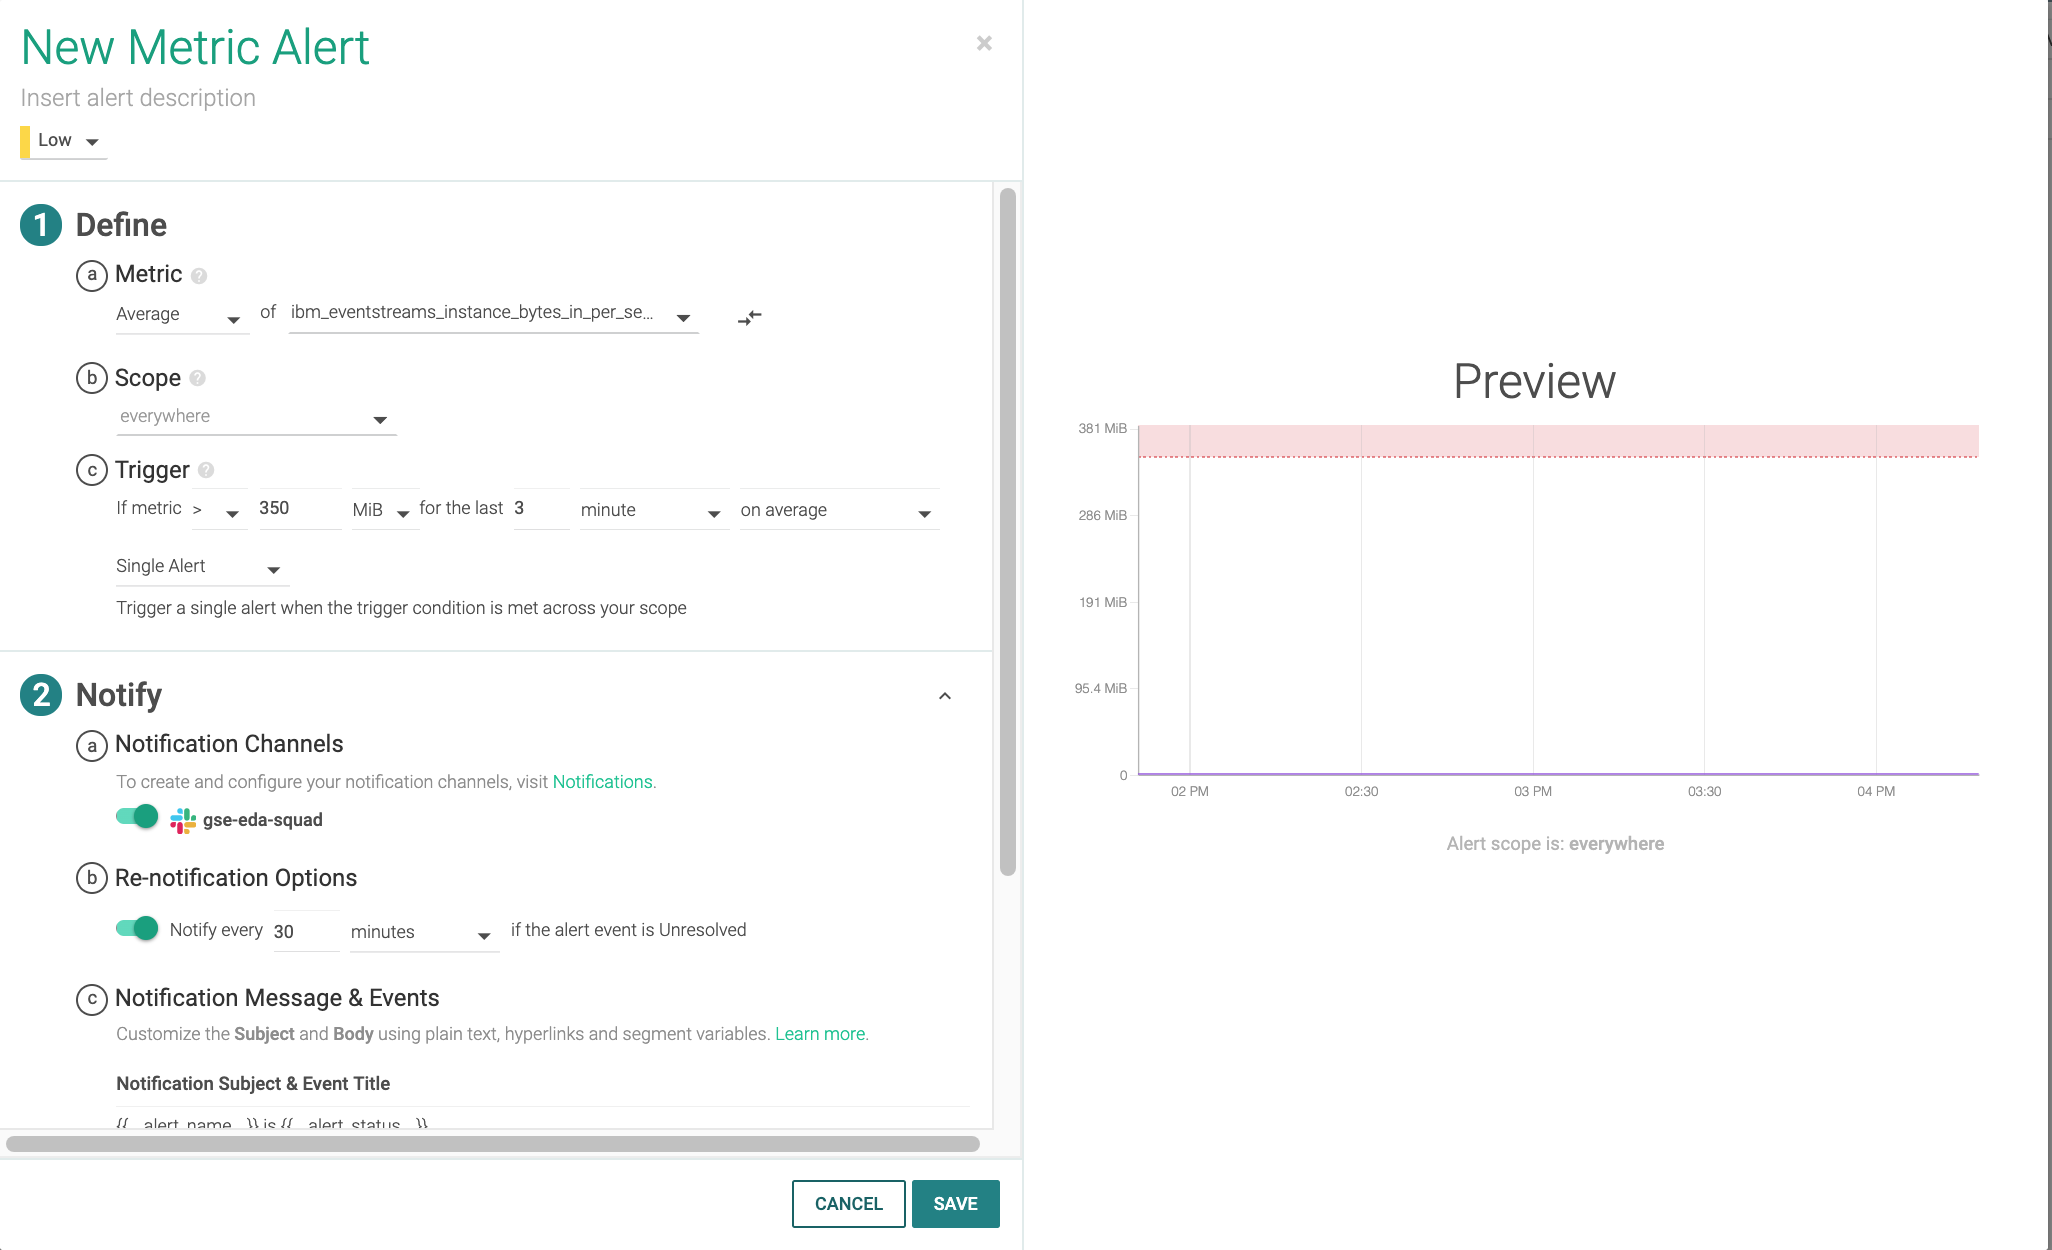 New Metric Alert
×
Insert alert description
Low
1 Define
a Metric ?
Average of ibm_eventstreams_instance_bytes_in_per_se...
b Scope ?
everywhere
c Trigger ?
If metric > 350 MiB for the last 3 minute on average
Single Alert
Trigger a single alert when the trigger condition is met across your scope
2 Notify
a Notification Channels
To create and configure your notification channels, visit Notifications.
gse-eda-squad
b Re-notification Options
Notify every 30 minutes if the alert event is Unresolved
c Notification Message & Events
Customize the Subject and Body using plain text, hyperlinks and segment variables. Learn more.
Notification Subject & Event Title
{{__alert_name__}} is {{__alert_status__}}
CANCEL SAVE
Preview
381 MiB
286 MiB
191 MiB
95.4 MiB
0
02 PM 02:30 03 PM 03:30 04 PM
Alert scope is: everywhere